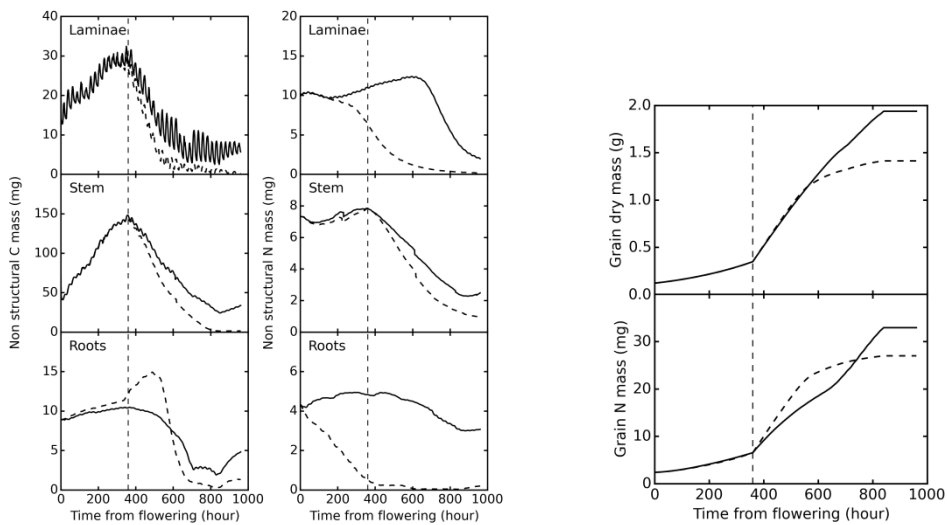 Non structural C mass (mg)
Laminae
40
30
20
10
0
Stem
150
100
50
0
Roots
15
10
5
0
0 200 400 600 800 1000
Time from flowering (hour)
Non structural N mass (mg)
Laminae
20
15
10
5
0
Stem
8
6
4
2
0
Roots
6
4
2
0
0 200 400 600 800 1000
Time from flowering (hour)
Grain dry mass (g)
2.0
1.5
1.0
0.5
0.0
Grain N mass (mg)
30
20
10
0
0 200 400 600 800 1000
Time from flowering (hour)